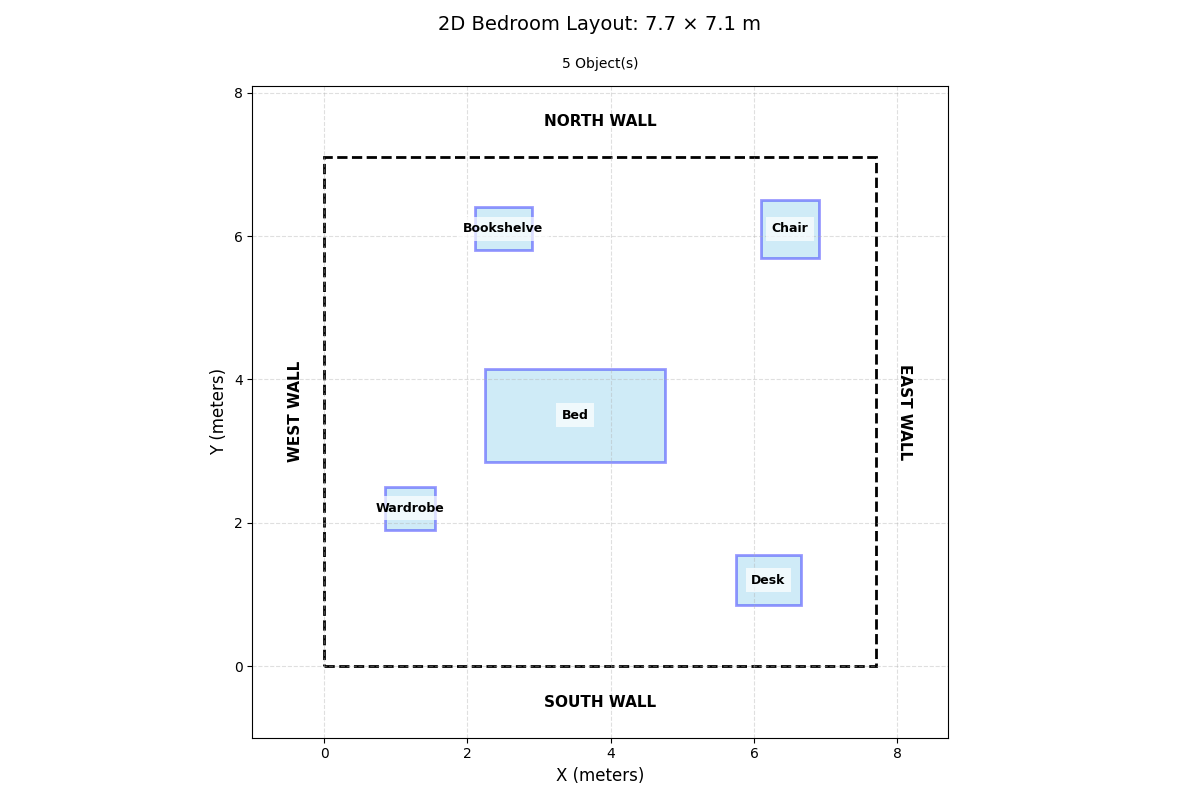 2D Bedroom Layout: 7.7 × 7.1 m
5 Object(s)
8
NORTH WALL
6
Bookshelve
Chair
4
WEST WALL
EAST WALL
Y (meters)
Bed
2
Wardrobe
Desk
0
SOUTH WALL
0 2 4 6 8
X (meters)